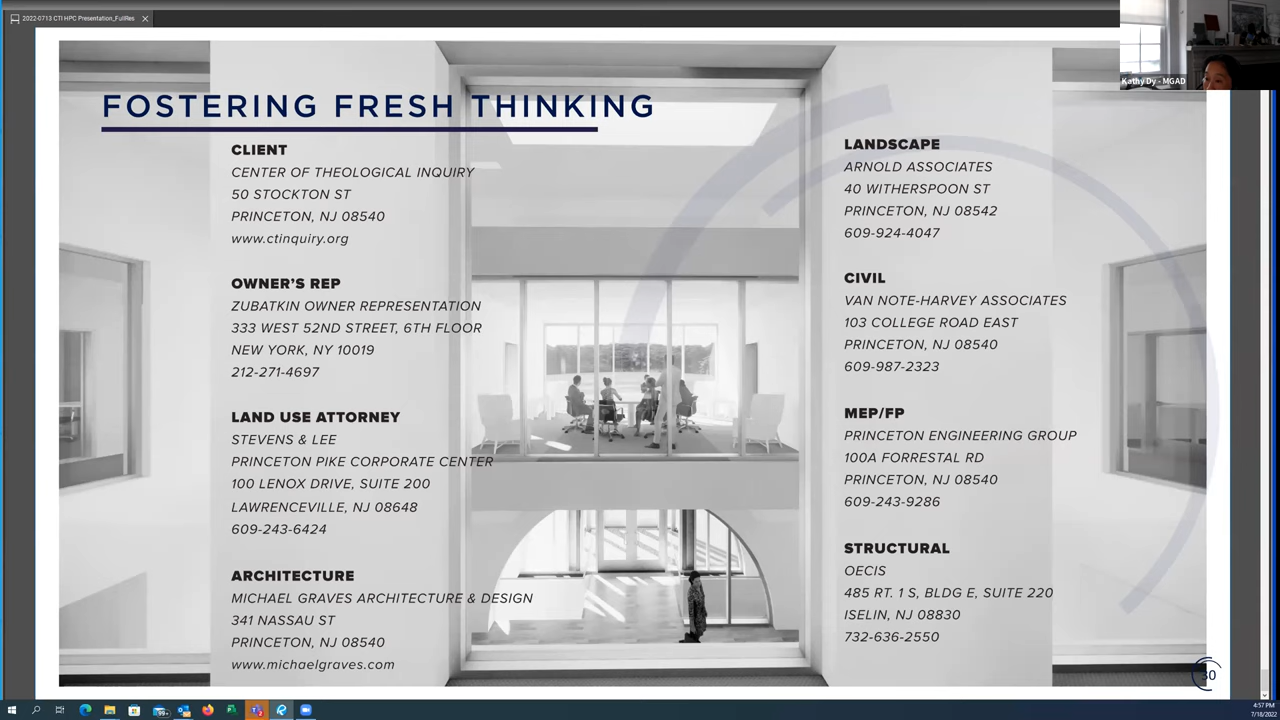 2022-0713 CTI HPC Presentation_FullRes
Kathy Dy - MGAD
FOSTERING FRESH THINKING
CLIENT
CENTER OF THEOLOGICAL INQUIRY
50 STOCKTON ST
PRINCETON, NJ 08540
www.ctinquiry.org
OWNER'S REP
ZUBATKIN OWNER REPRESENTATION
333 WEST 52ND STREET, 6TH FLOOR
NEW YORK, NY 10019
212-271-4697
LAND USE ATTORNEY
STEVENS & LEE
PRINCETON PIKE CORPORATE CENTER
100 LENOX DRIVE, SUITE 200
LAWRENCEVILLE, NJ 08648
609-243-6424
ARCHITECTURE
MICHAEL GRAVES ARCHITECTURE & DESIGN
341 NASSAU ST
PRINCETON, NJ 08540
www.michaelgraves.com
LANDSCAPE
ARNOLD ASSOCIATES
40 WITHERSPOON ST
PRINCETON, NJ 08542
609-924-4047
CIVIL
VAN NOTE-HARVEY ASSOCIATES
103 COLLEGE ROAD EAST
PRINCETON, NJ 08540
609-987-2323
MEP/FP
PRINCETON ENGINEERING GROUP
100A FORRESTAL RD
PRINCETON, NJ 08540
609-243-9286
STRUCTURAL
OECIS
485 RT. 1 S, BLDG E, SUITE 220
ISELIN, NJ 08830
732-636-2550
30
99+
4:57 PM
7/18/2022